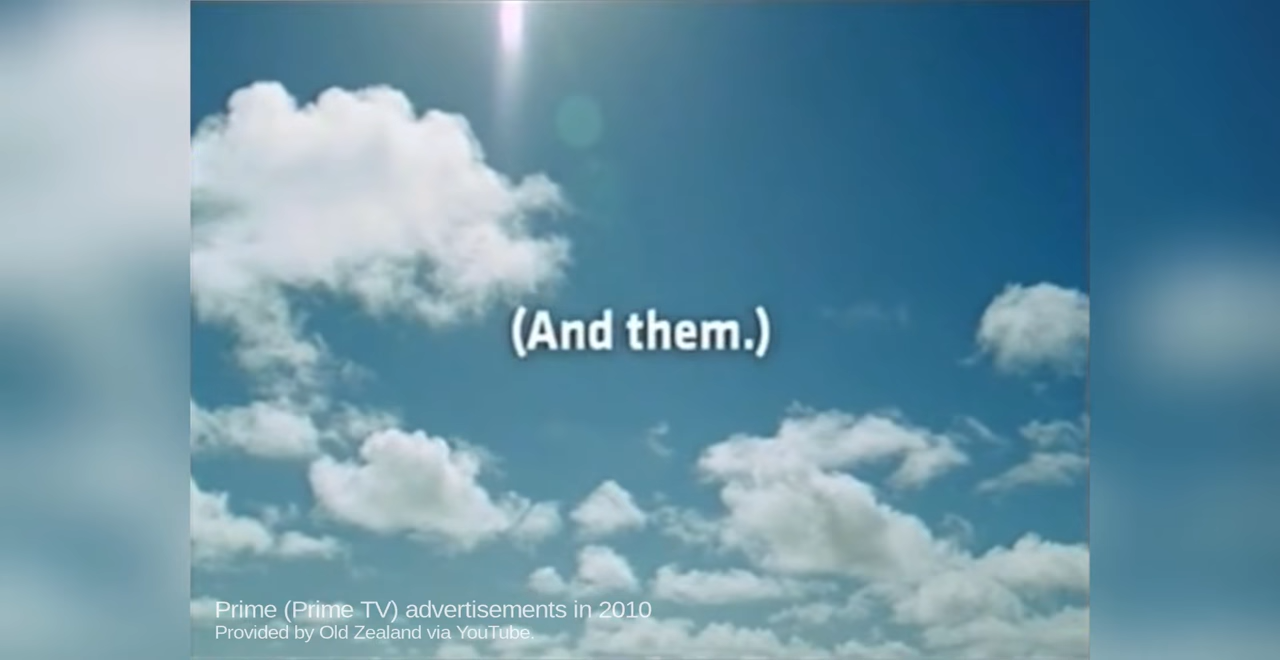 (And them.)
Prime (Prime TV) advertisements in 2010
Provided by Old Zealand via YouTube.